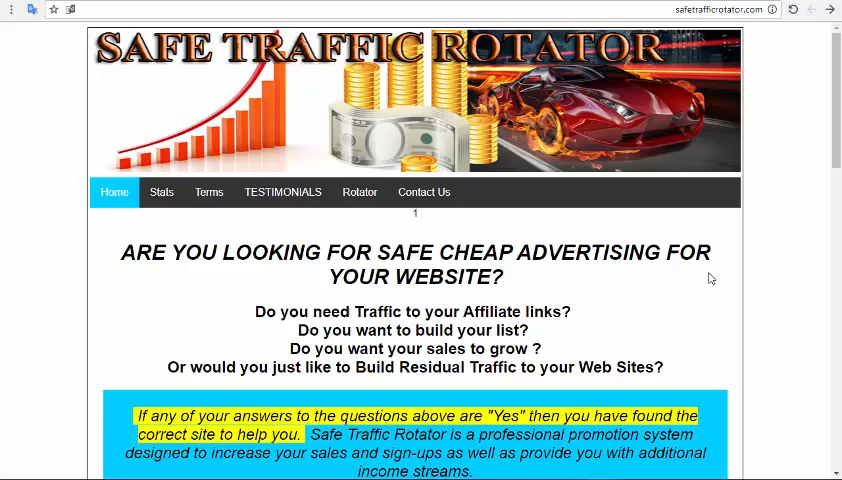 safetrafficrotator.com
SAFE TRAFFIC ROTATOR
Home Stats Terms TESTIMONIALS Rotator Contact Us
1
ARE YOU LOOKING FOR SAFE CHEAP ADVERTISING FOR
YOUR WEBSITE?
Do you need Traffic to your Affiliate links?
Do you want to build your list?
Do you want your sales to grow ?
Or would you just like to Build Residual Traffic to your Web Sites?
If any of your answers to the questions above are "Yes" then you have found the
correct site to help you. Safe Traffic Rotator is a professional promotion system
designed to increase your sales and sign-ups as well as provide you with additional
income streams.